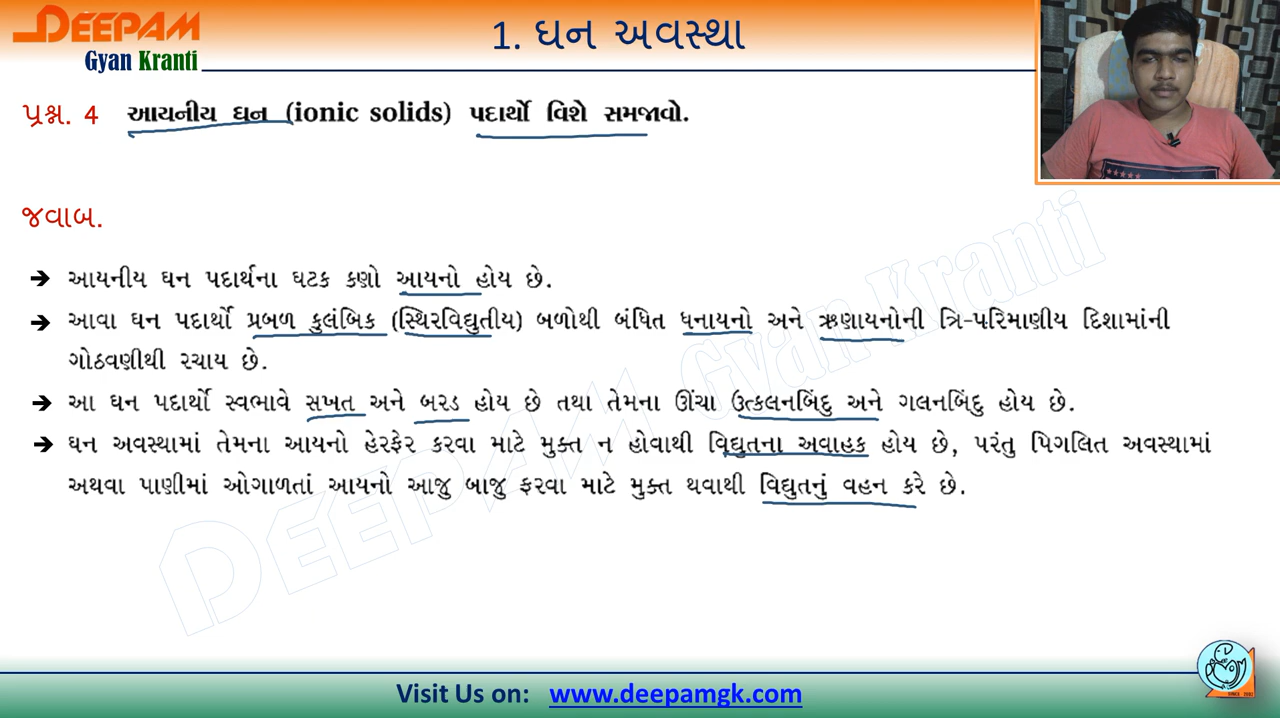 DEEPAM
Gyan Kranti
1. ઘન અવસ્થા
પ્રશ્ન. 4 આયનીય ઘન (ionic solids) પદાર્થો વિશે સમજાવો.
જવાબ.
➔ આયનીય ઘન પદાર્થના ઘટક કણો આયનો હોય છે.
➔ આવા ઘન પદાર્થો પ્રબળ કુલંબિક (સ્થિરવિદ્યુતીય) બળોથી બંધિત ધનાયનો અને ઋણાયનોની ત્રિ-પરિમાણીય દિશામાંની
ગોઠવણીથી રચાય છે.
➔ આ ઘન પદાર્થો સ્વભાવે સખત અને બરડ હોય છે તથા તેમના ઊંચા ઉત્કલનબિંદુ અને ગલનબિંદુ હોય છે.
➔ ઘન અવસ્થામાં તેમના આયનો હેરફેર કરવા માટે મુક્ત ન હોવાથી વિદ્યુતના અવાહક હોય છે, પરંતુ પિગલિત અવસ્થામાં
અથવા પાણીમાં ઓગાળતાં આયનો આજુ બાજુ ફરવા માટે મુક્ત થવાથી વિદ્યુતનું વહન કરે છે.
DEEPAM Gyan Kranti
Visit Us on: www.deepamgk.com